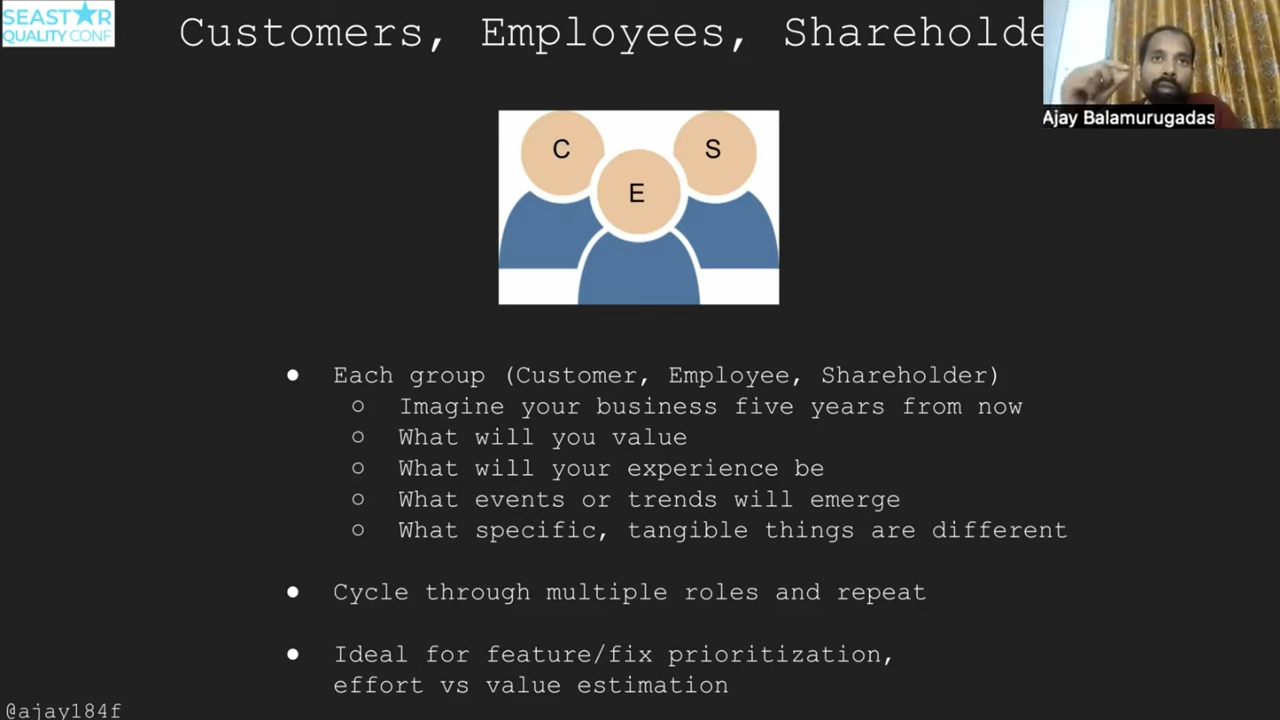 SEASTAR
QUALITY CONF
Customers, Employees, Sharehold
Ajay Balamurugadas
C
S
E
● Each group (Customer, Employee, Shareholder)
○ Imagine your business five years from now
○ What will you value
○ What will your experience be
○ What events or trends will emerge
○ What specific, tangible things are different
● Cycle through multiple roles and repeat
● Ideal for feature/fix prioritization,
effort vs value estimation
@ajay184f